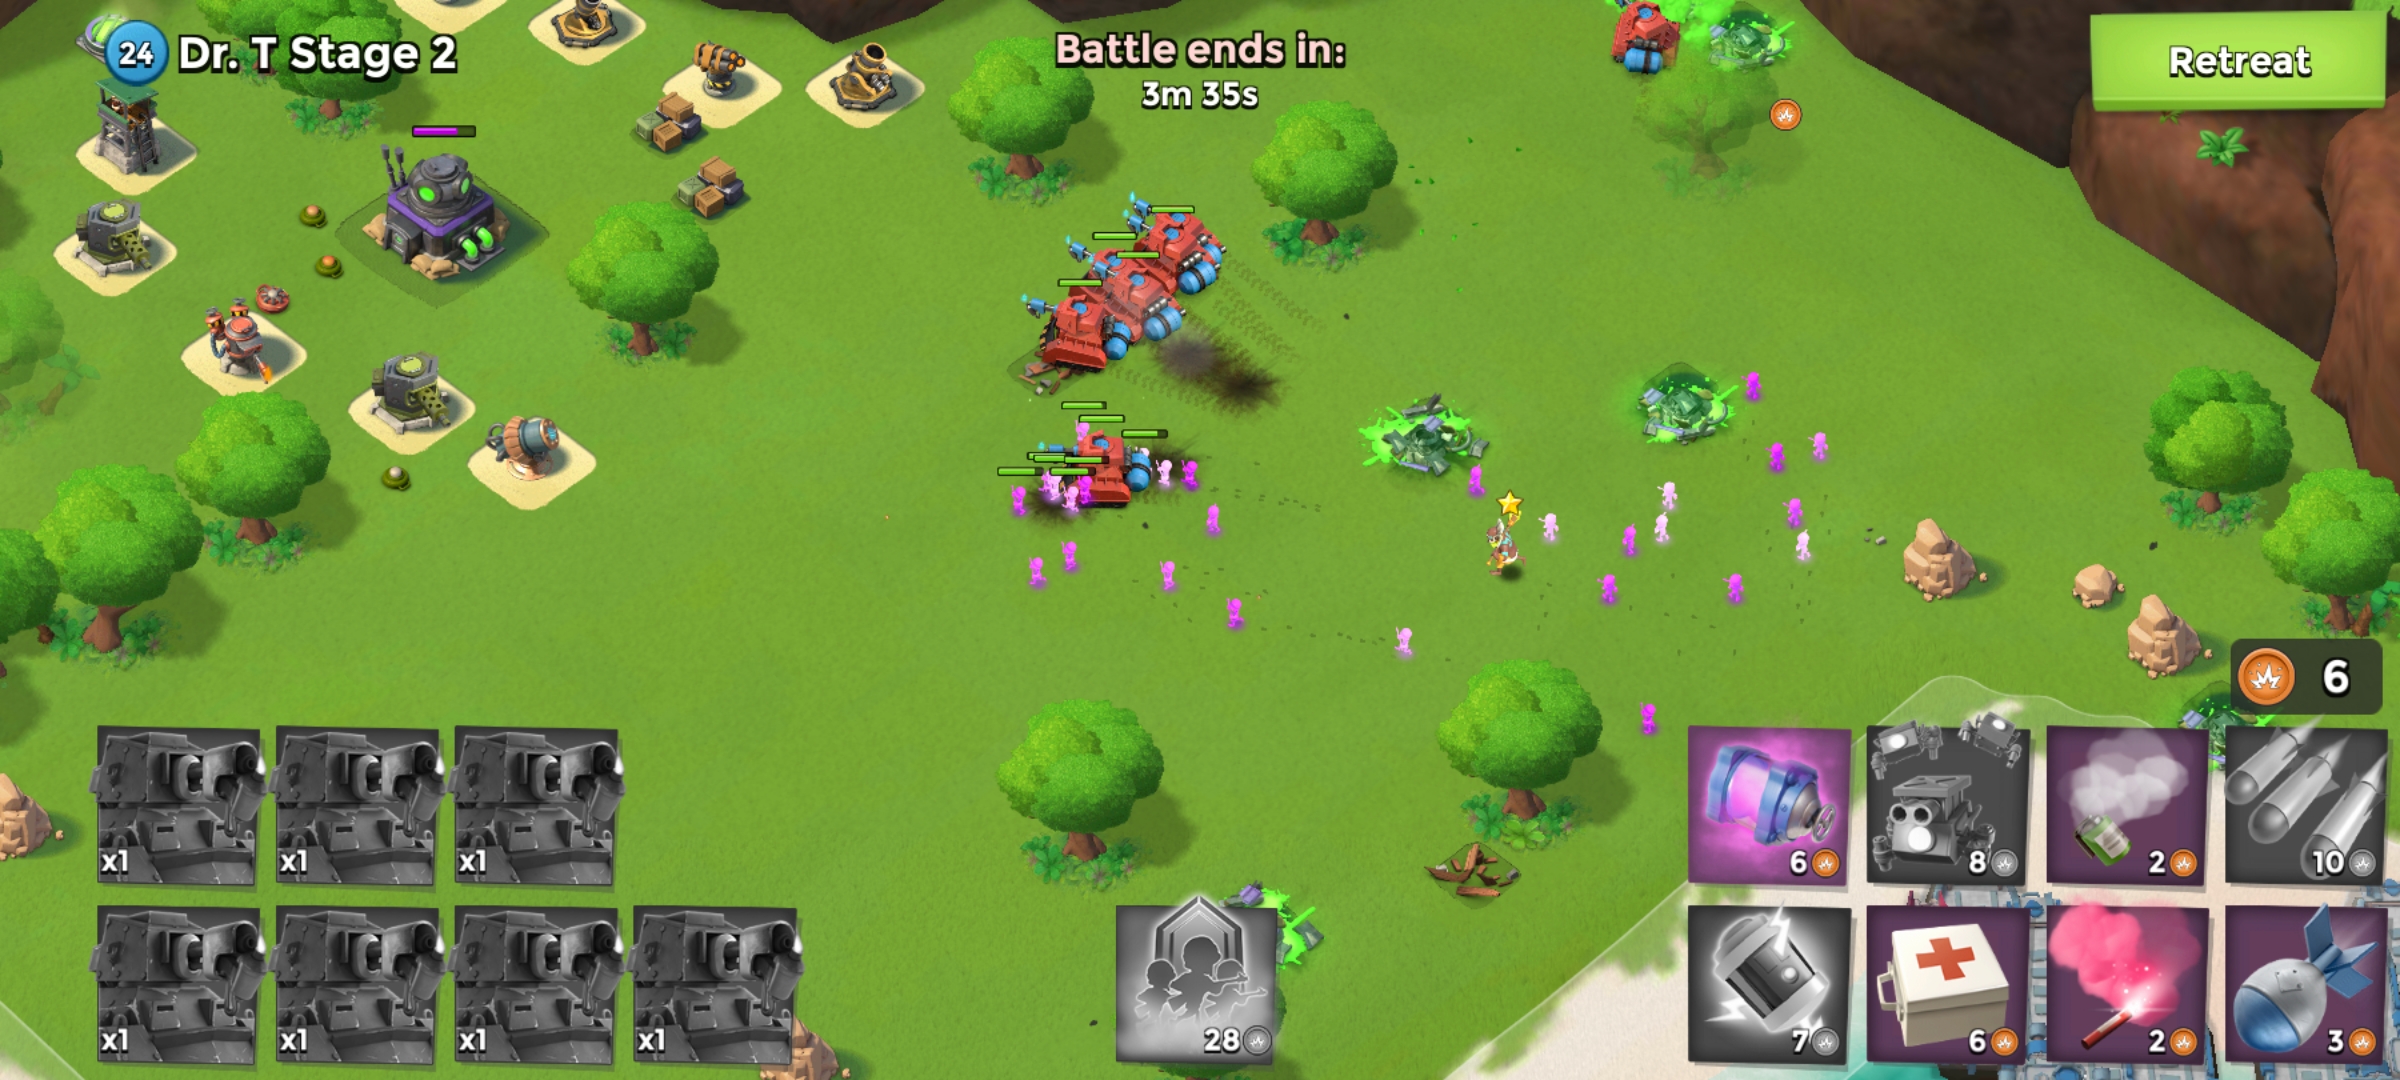 24 Dr. T Stage 2
Battle ends in:
3m 35s
Retreat
6
x1 x1 x1
6 8 2 10
x1 x1 x1 x1
28
7 6 2 3